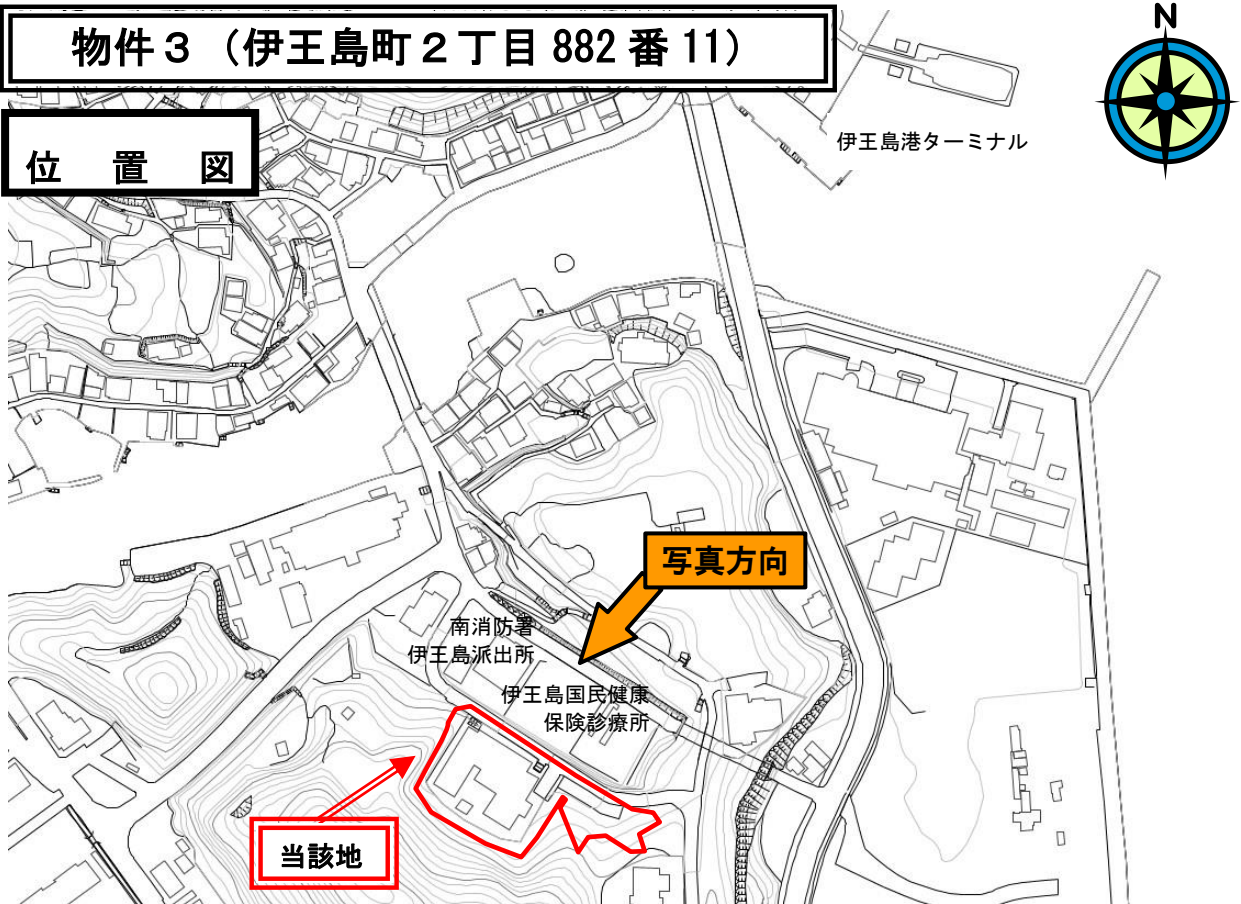 物件３（伊王島町２丁目 882 番 11）
N
位　置　図
伊王島港ターミナル
写真方向
南消防署
伊王島派出所
伊王島国民健康
保険診療所
当該地